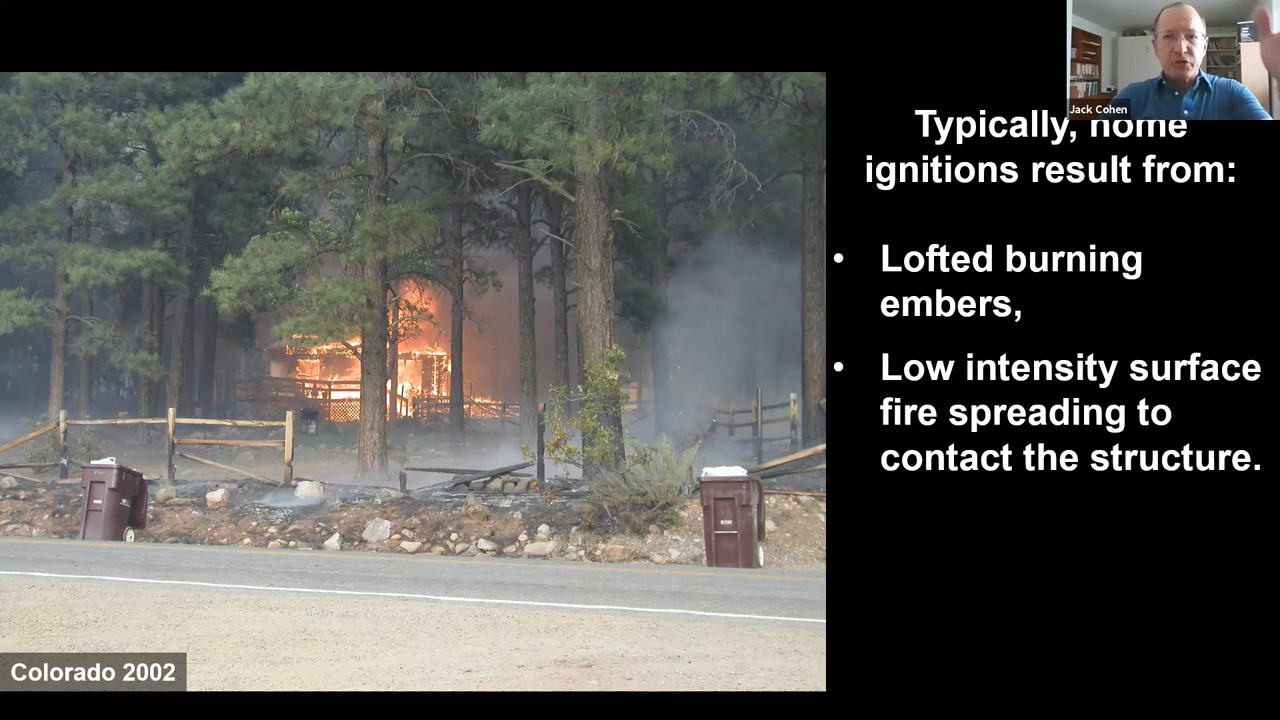 Jack Cohen
Typically, home
ignitions result from:
• Lofted burning
embers,
• Low intensity surface
fire spreading to
contact the structure.
Colorado 2002